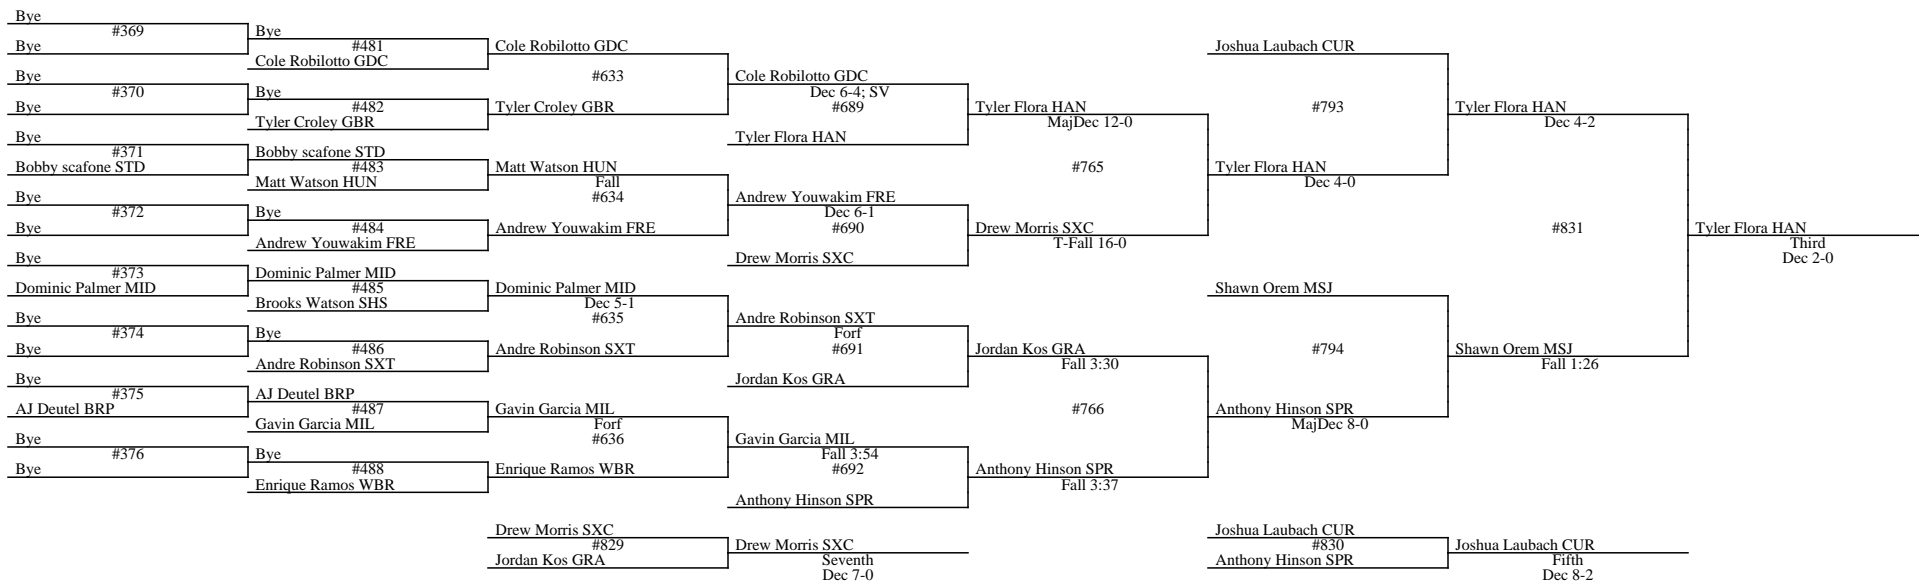 Bye
#369
Bye
Bye
#370
Bye
Bye
#371
Bobby scafone STD
Bye
#372
Bye
Bye
#373
Dominic Palmer MID
Bye
#374
Bye
Bye
#375
AJ Deutel BRP
Bye
#376
Bye
Bye
#481
Cole Robilotto GDC
Bye
#482
Tyler Croley GBR
Bobby scafone STD
#483
Matt Watson HUN
Bye
#484
Andrew Youwakim FRE
Dominic Palmer MID
#485
Brooks Watson SHS
Bye
#486
Andre Robinson SXT
AJ Deutel BRP
#487
Gavin Garcia MIL
Bye
#488
Enrique Ramos WBR
Cole Robilotto GDC
#633
Tyler Croley GBR
Matt Watson HUN
Fall
#634
Andrew Youwakim FRE
Dominic Palmer MID
Dec 5-1
#635
Andre Robinson SXT
Gavin Garcia MIL
Forf
#636
Enrique Ramos WBR
Cole Robilotto GDC
Dec 6-4; SV
#689
Tyler Flora HAN
Andrew Youwakim FRE
Dec 6-1
#690
Drew Morris SXC
Andre Robinson SXT
Forf
#691
Jordan Kos GRA
Gavin Garcia MIL
Fall 3:54
#692
Anthony Hinson SPR
Tyler Flora HAN
MajDec 12-0
#765
Drew Morris SXC
T-Fall 16-0
Jordan Kos GRA
Fall 3:30
#766
Anthony Hinson SPR
Fall 3:37
Joshua Laubach CUR
#793
Tyler Flora HAN
Dec 4-0
Shawn Orem MSJ
#794
Anthony Hinson SPR
MajDec 8-0
Tyler Flora HAN
Dec 4-2
#831
Shawn Orem MSJ
Fall 1:26
Tyler Flora HAN
Third
Dec 2-0
Drew Morris SXC
#829
Jordan Kos GRA
Drew Morris SXC
Seventh
Dec 7-0
Joshua Laubach CUR
#830
Anthony Hinson SPR
Joshua Laubach CUR
Fifth
Dec 8-2